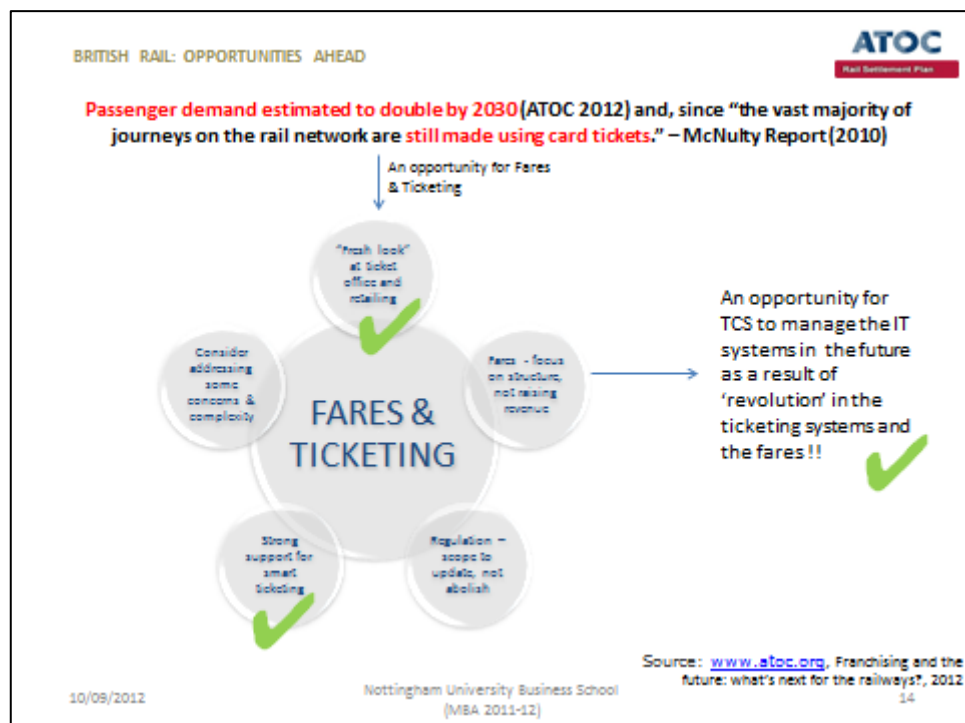 BRITISH RAIL: OPPORTUNITIES AHEAD
ATOC
Rail Settlement Plan
Passenger demand estimated to double by 2030 (ATOC 2012) and, since “the vast majority of
journeys on the rail network are still made using card tickets.” – McNulty Report (2010)
An opportunity for Fares
& Ticketing
“Fresh look”
at ticket
office and
retailing
Consider
addressing
some
concerns &
complexity
Fares - focus
on structure,
not raising
revenue
FARES &
TICKETING
Strong
support for
smart
ticketing
Regulation –
scope to
update, not
abolish
An opportunity for
TCS to manage the IT
systems in the future
as a result of
‘revolution’ in the
ticketing systems and
the fares !!
Source: www.atoc.org, Franchising and the
future: what’s next for the railways?, 2012
10/09/2012
Nottingham University Business School
(MBA 2011-12)
14